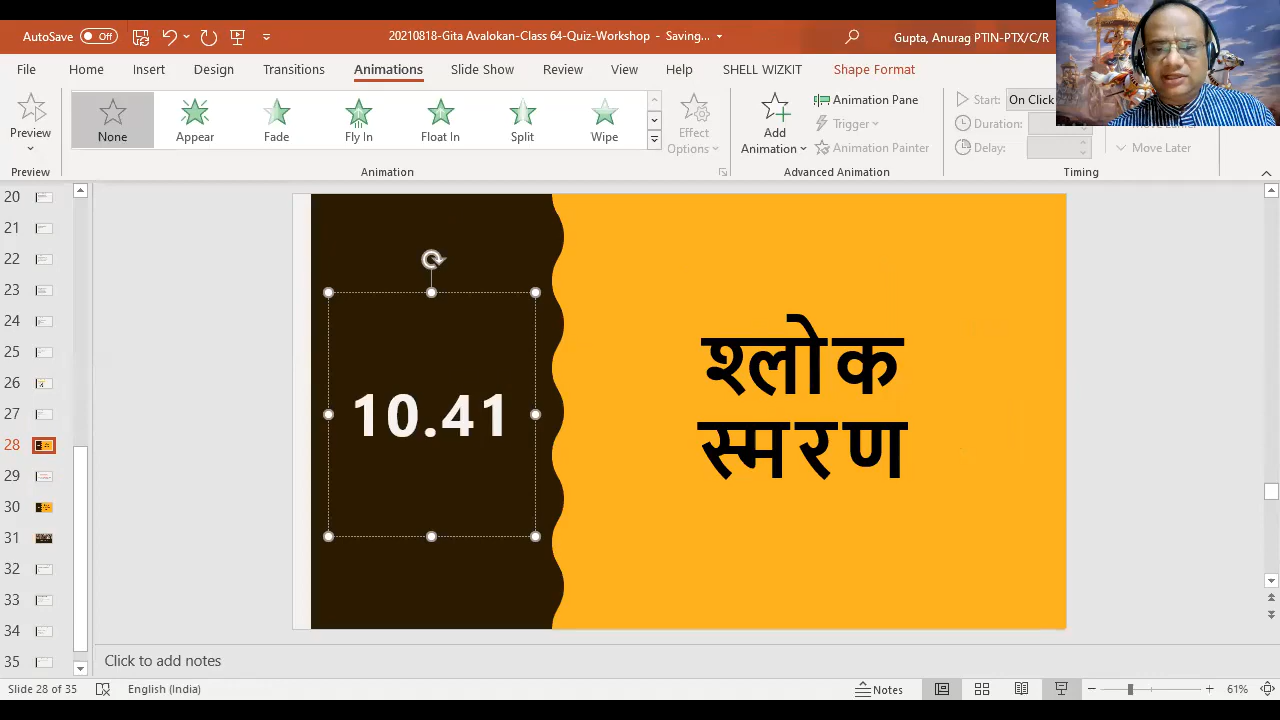 AutoSave Off
20210818-Gita Avalokan-Class 64-Quiz-Workshop - Saving...
Gupta, Anurag PTIN-PTX/C/R
File Home Insert Design Transitions Animations Slide Show Review View Help SHELL WIZKIT Shape Format
Preview
None Appear Fade Fly In Float In Split Wipe
Effect Options
Add Animation
Animation Pane
Trigger
Animation Painter
Start: On Click
Duration:
Delay:
Move Later
Preview Animation Advanced Animation Timing
20
21
22
23
24
25
26
27
28
29
30
31
32
33
34
35
10.41
श्लोक
स्मरण
Click to add notes
Slide 28 of 35 English (India) Notes 61%